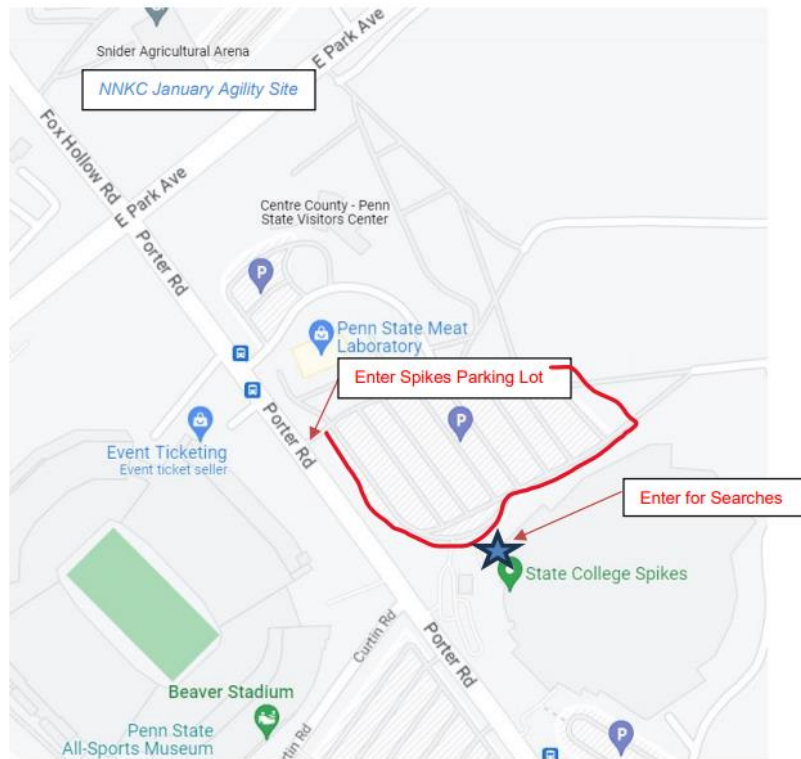 Snider Agricultural Arena
NNKC January Agility Site
E Park Ave
Fox Hollow Rd
E Park Ave
Porter Rd
Centre County - Penn
State Visitors Center
P
Penn State Meat
Laboratory
Enter Spikes Parking Lot
P
Porter Rd
Event Ticketing
Event ticket seller
Enter for Searches
State College Spikes
Curtin Rd
Porter Rd
Beaver Stadium
Penn State
All-Sports Museum
rtin Rd
P